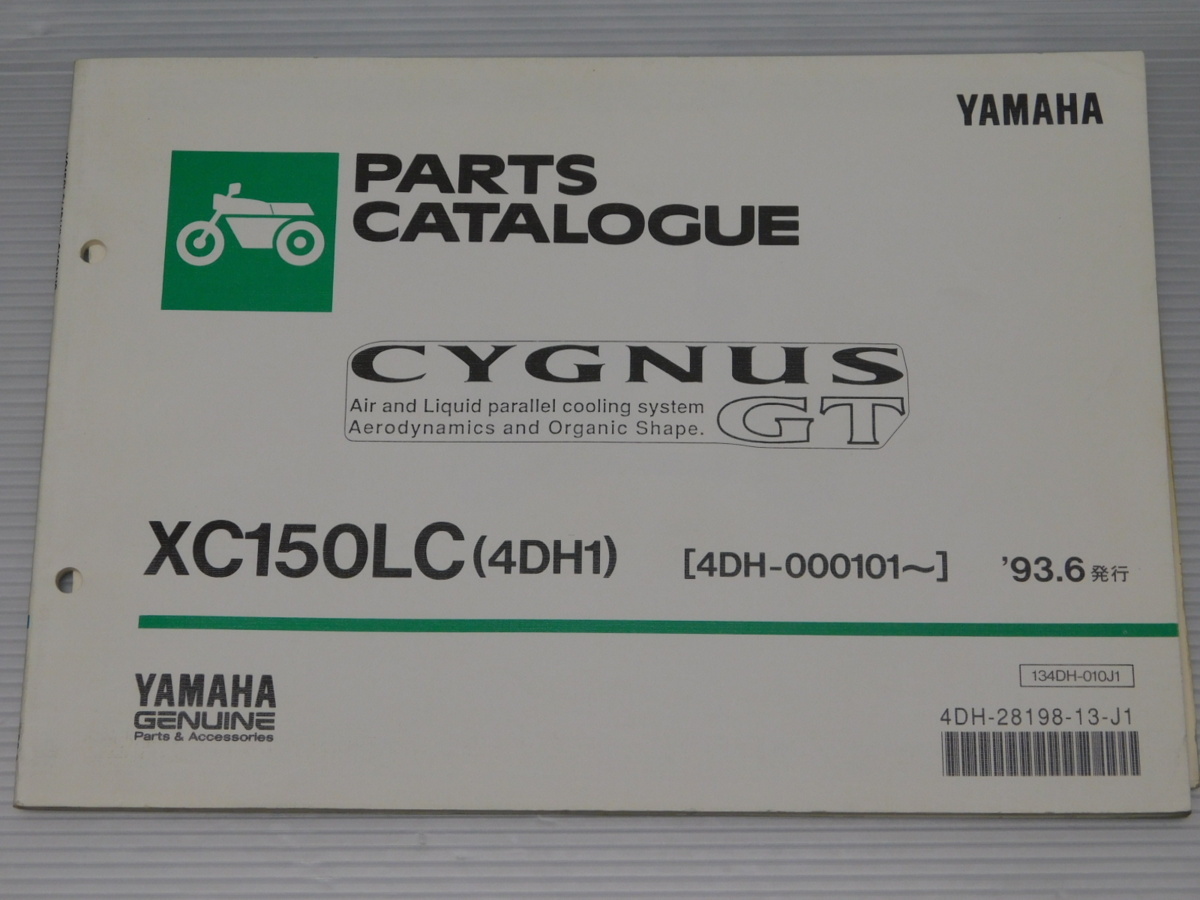 YAMAHA
PARTS
CATALOGUE
CYGNUS
Air and Liquid parallel cooling system
Aerodynamics and Organic Shape.
GT
XC150LC (4DH1) [4DH-000101～] '93.6 発行
134DH-010J1
4DH-28198-13-J1
YAMAHA
GENUINE
Parts & Accessories